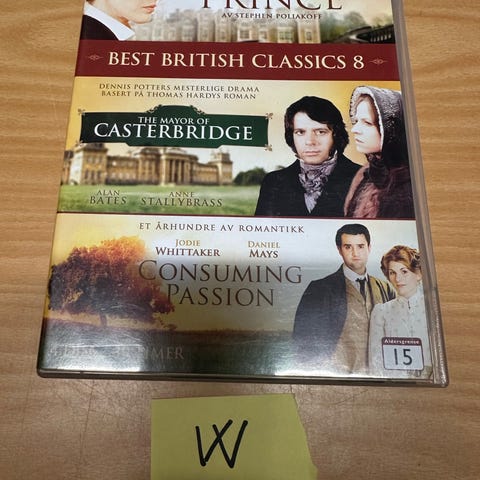 PRINCE
AV STEPHEN POLIAKOFF
BEST BRITISH CLASSICS 8
DENNIS POTTERS MESTERLIGE DRAMA
BASERT PÅ THOMAS HARDYS ROMAN
THE MAYOR OF
CASTERBRIDGE
ALAN BATES
ANNE STALLYBRASS
ET ÅRHUNDRE AV ROMANTIKK
JODIE WHITTAKER
DANIEL MAYS
CONSUMING
PASSION
Aldersgrense
15
W